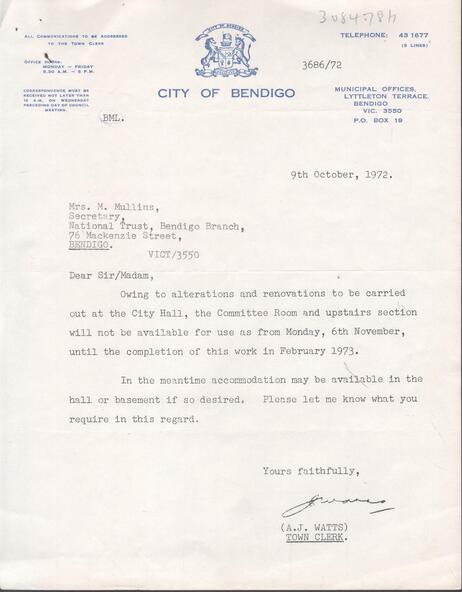 3084.78h
ALL COMMUNICATIONS TO BE ADDRESSED
TO THE TOWN CLERK
OFFICE HOURS:
MONDAY – FRIDAY
8.30 A.M. – 5 P.M.
CORRESPONDENCE MUST BE
RECEIVED NOT LATER THAN
10 A.M. ON WEDNESDAY
PRECEDING DAY OF COUNCIL
MEETING.
BML.
CITY OF BENDIGO
CITY OF BENDIGO
TELEPHONE: 43 1677
(5 LINES)
3686/72
MUNICIPAL OFFICES,
LYTTLETON TERRACE,
BENDIGO
VIC. 3550
P.O. BOX 19
9th October, 1972.
Mrs. M. Mullins,
Secretary,
National Trust, Bendigo Branch,
76 Mackenzie Street,
BENDIGO.
VICT/3550
Dear Sir/Madam,
Owing to alterations and renovations to be carried
out at the City Hall, the Committee Room and upstairs section
will not be available for use as from Monday, 6th November,
until the completion of this work in February 1973.
In the meantime accommodation may be available in the
hall or basement if so desired. Please let me know what you
require in this regard.
Yours faithfully,
(A.J. WATTS)
TOWN CLERK.